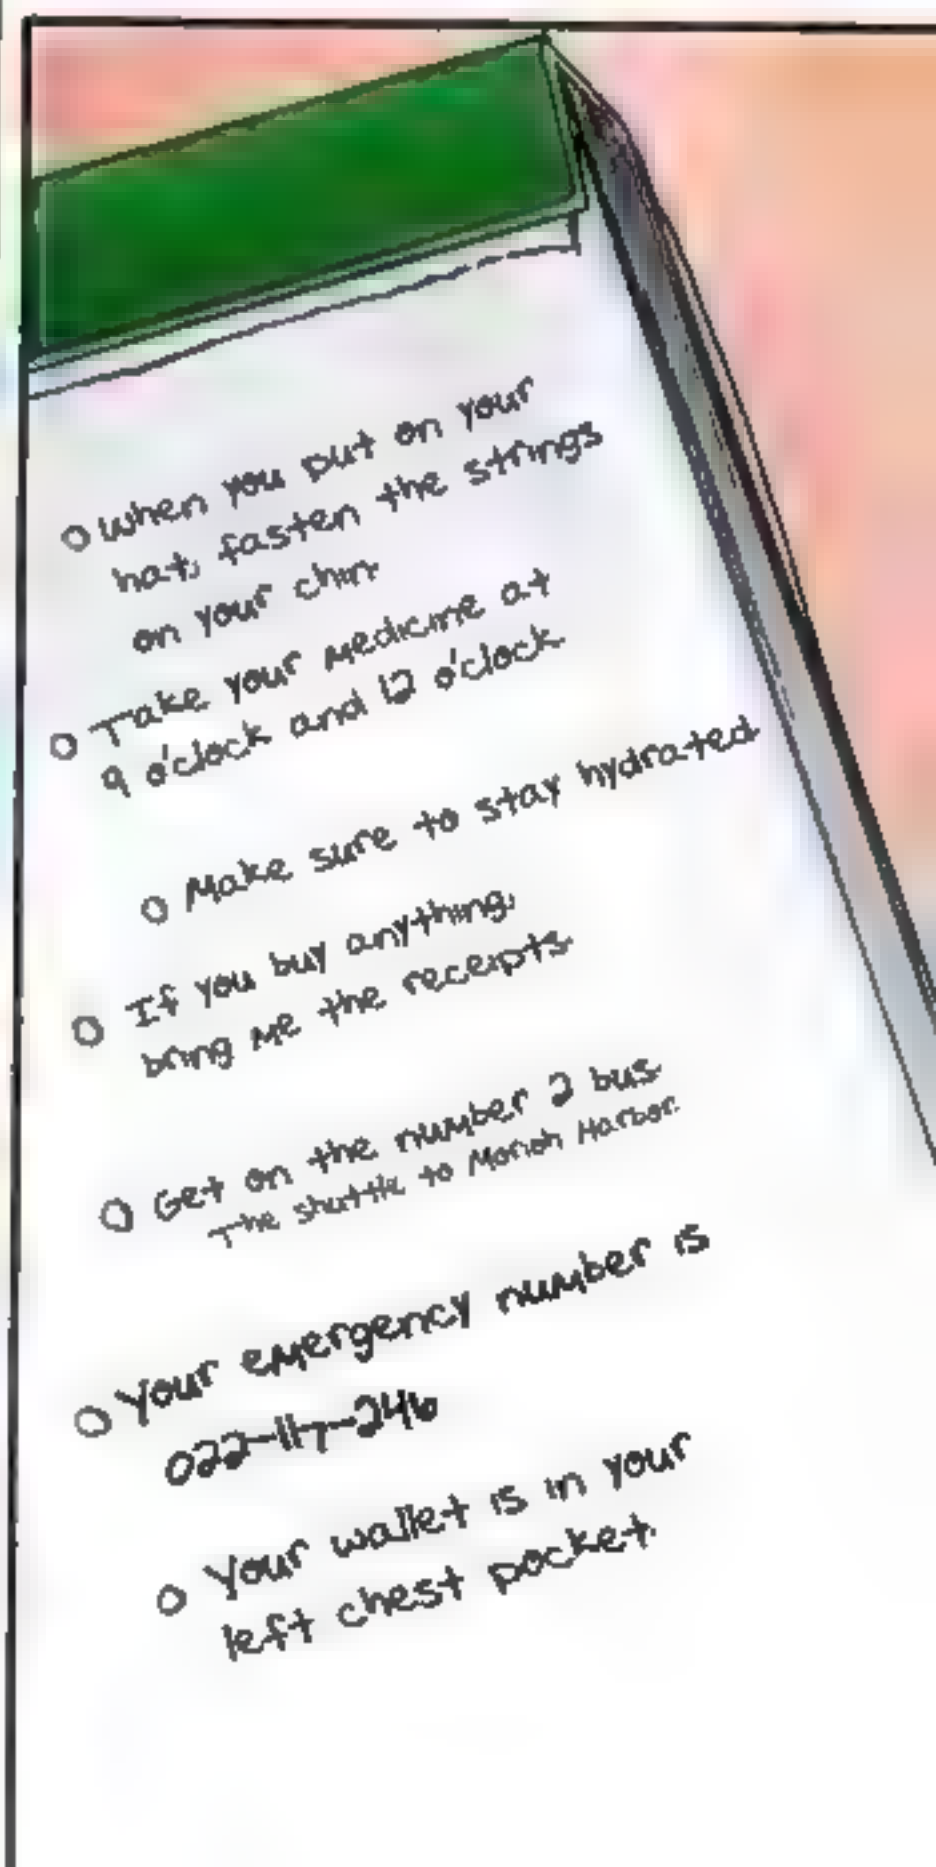 When you put on your
hat, fasten the strings
on your chin.
Take your medicine at
9 o'clock and 12 o'clock.
Make sure to stay hydrated.
If you buy anything,
bring me the receipts.
Get on the number 2 bus.
The shuttle to Morioh Harbor.
Your emergency number is
022-117-246
Your wallet is in your
left chest pocket.